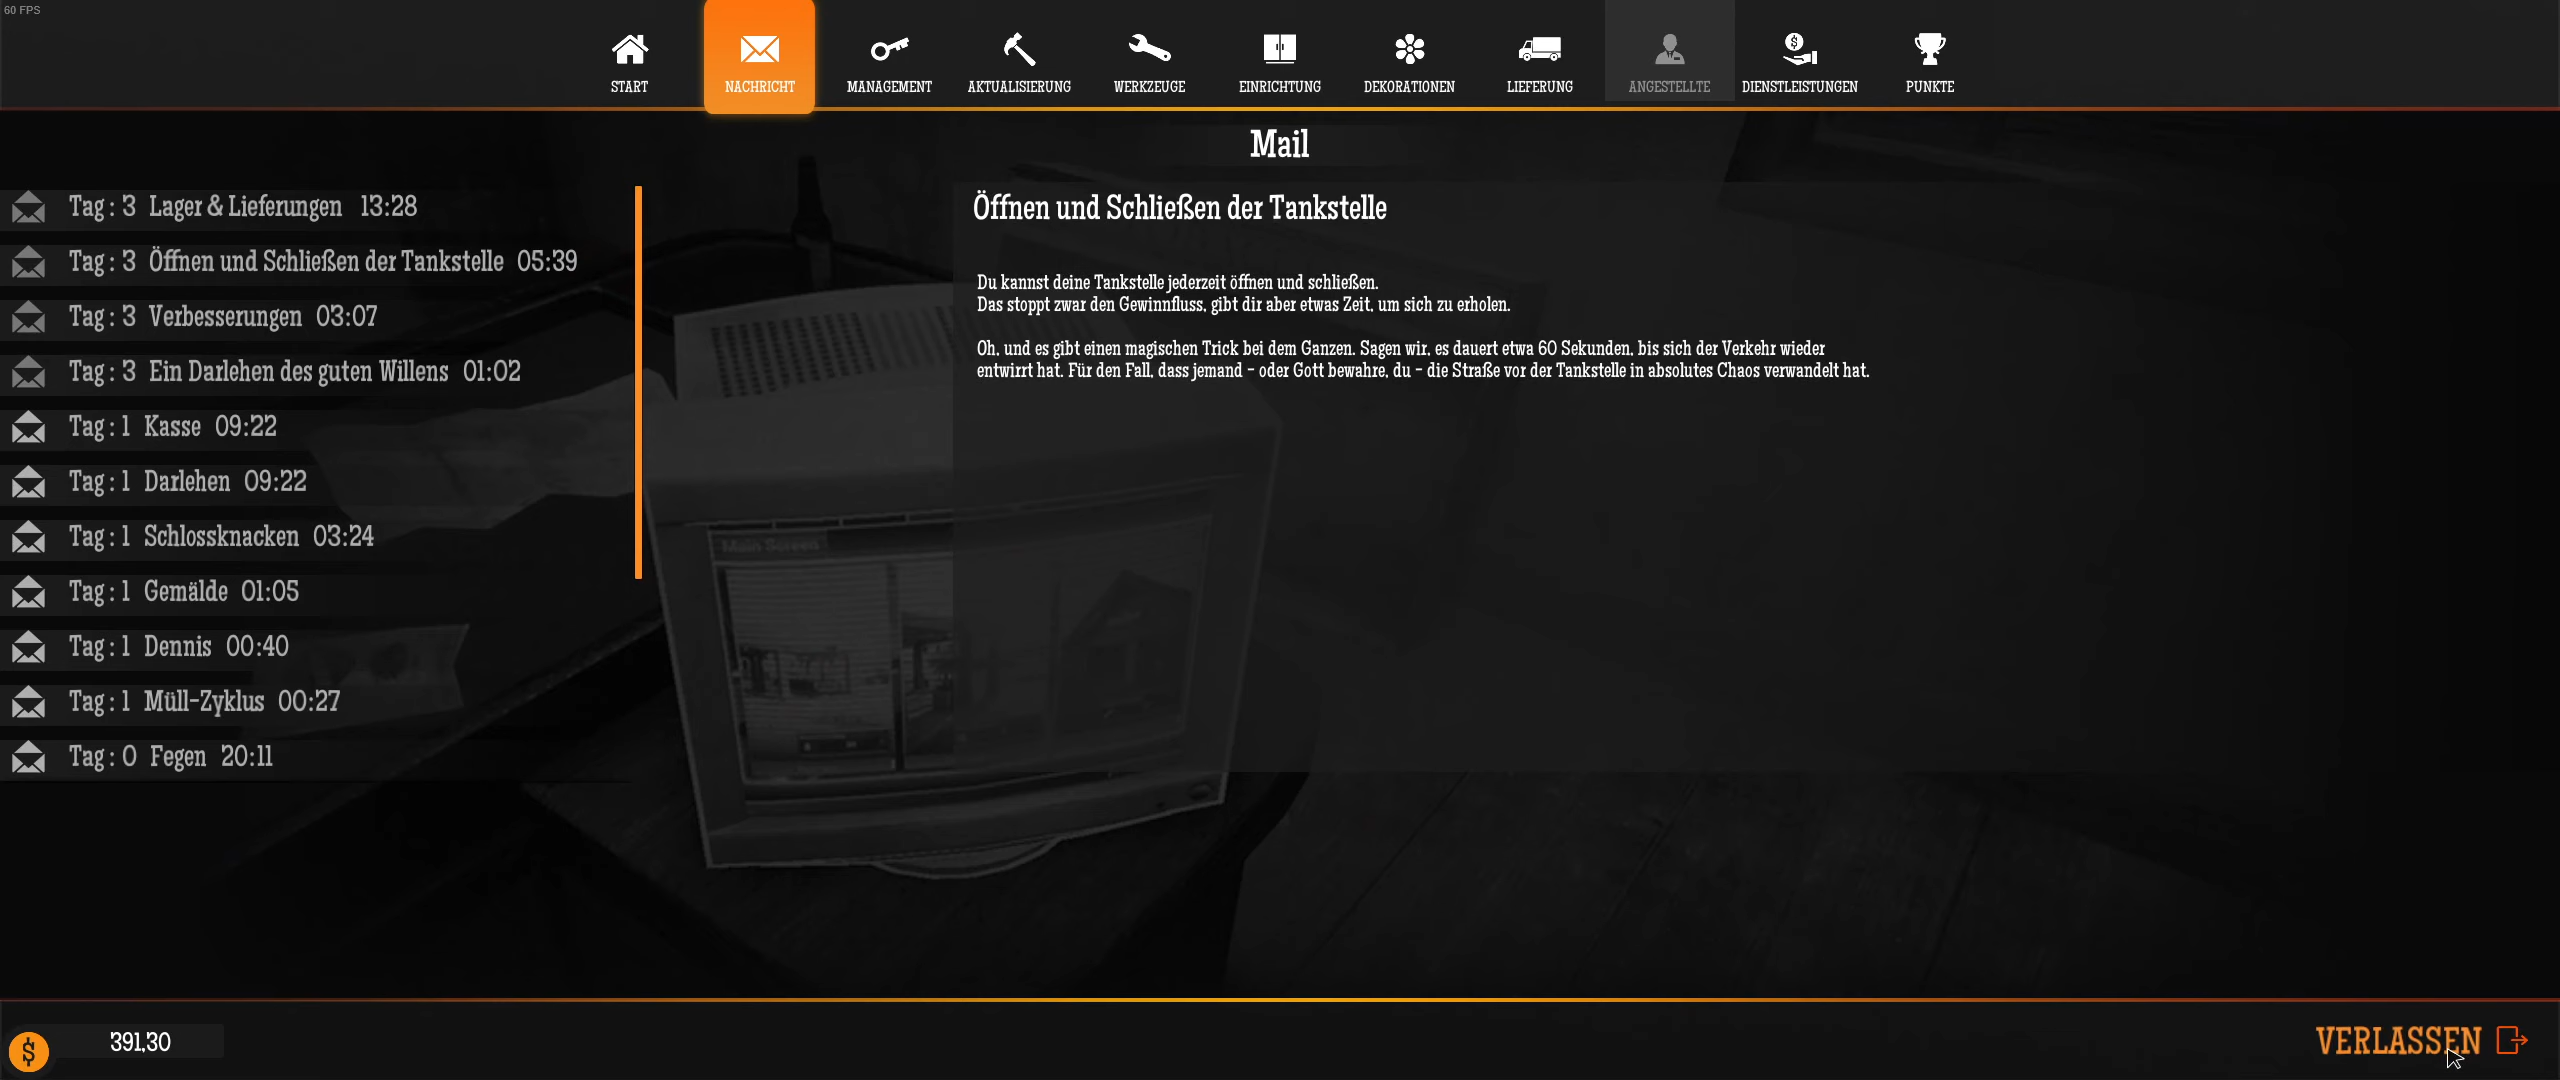 60 FPS
START
NACHRICHT
MANAGEMENT
AKTUALISIERUNG
WERKZEUGE
EINRICHTUNG
DEKORATIONEN
LIEFERUNG
ANGESTELLTE
DIENSTLEISTUNGEN
PUNKTE
Mail
Tag : 3 Lager & Lieferungen 13:28
Tag : 3 Öffnen und Schließen der Tankstelle 05:39
Tag : 3 Verbesserungen 03:07
Tag : 3 Ein Darlehen des guten Willens 01:02
Tag : 1 Kasse 09:22
Tag : 1 Darlehen 09:22
Tag : 1 Schlossknacken 03:24
Tag : 1 Gemälde 01:05
Tag : 1 Dennis 00:40
Tag : 1 Müll-Zyklus 00:27
Tag : 0 Fegen 20:11
Öffnen und Schließen der Tankstelle
Du kannst deine Tankstelle jederzeit öffnen und schließen.
Das stoppt zwar den Gewinnfluss, gibt dir aber etwas Zeit, um sich zu erholen.
Oh, und es gibt einen magischen Trick bei dem Ganzen. Sagen wir, es dauert etwa 60 Sekunden, bis sich der Verkehr wieder
entwirrt hat. Für den Fall, dass jemand - oder Gott bewahre, du - die Straße vor der Tankstelle in absolutes Chaos verwandelt hat.
Main Screen
391,30
VERLASSEN